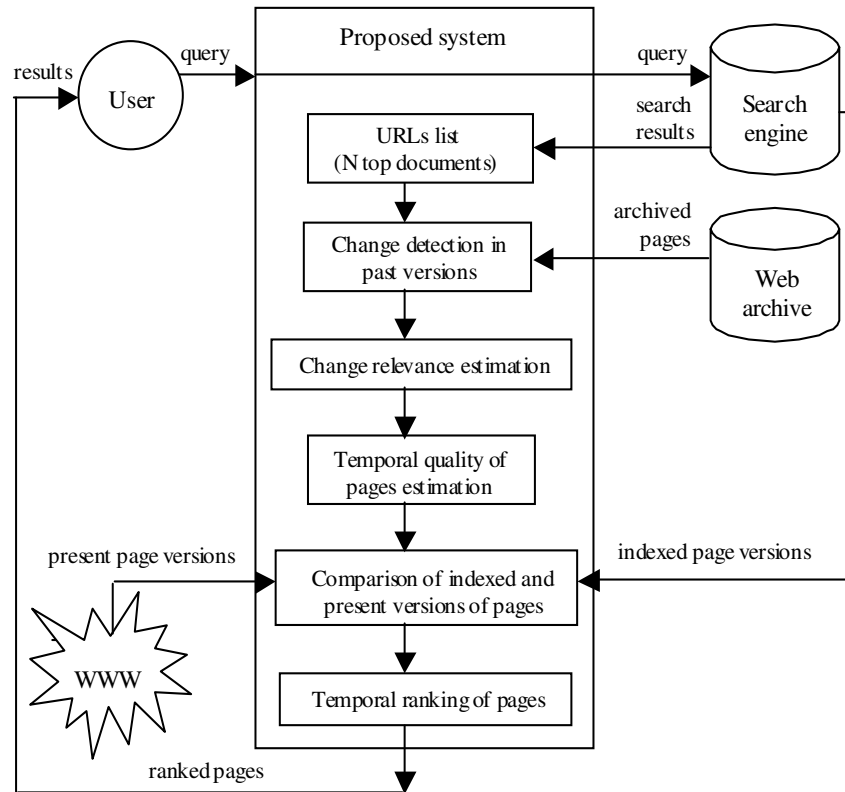 Proposed system
results
query
query
User
Search
engine
search
results
URLs list
(N top documents)
archived
pages
Change detection in
past versions
Web
archive
Change relevance estimation
Temporal quality of
pages estimation
present page versions
indexed page versions
Comparison of indexed and
present versions of pages
WWW
Temporal ranking of pages
ranked pages